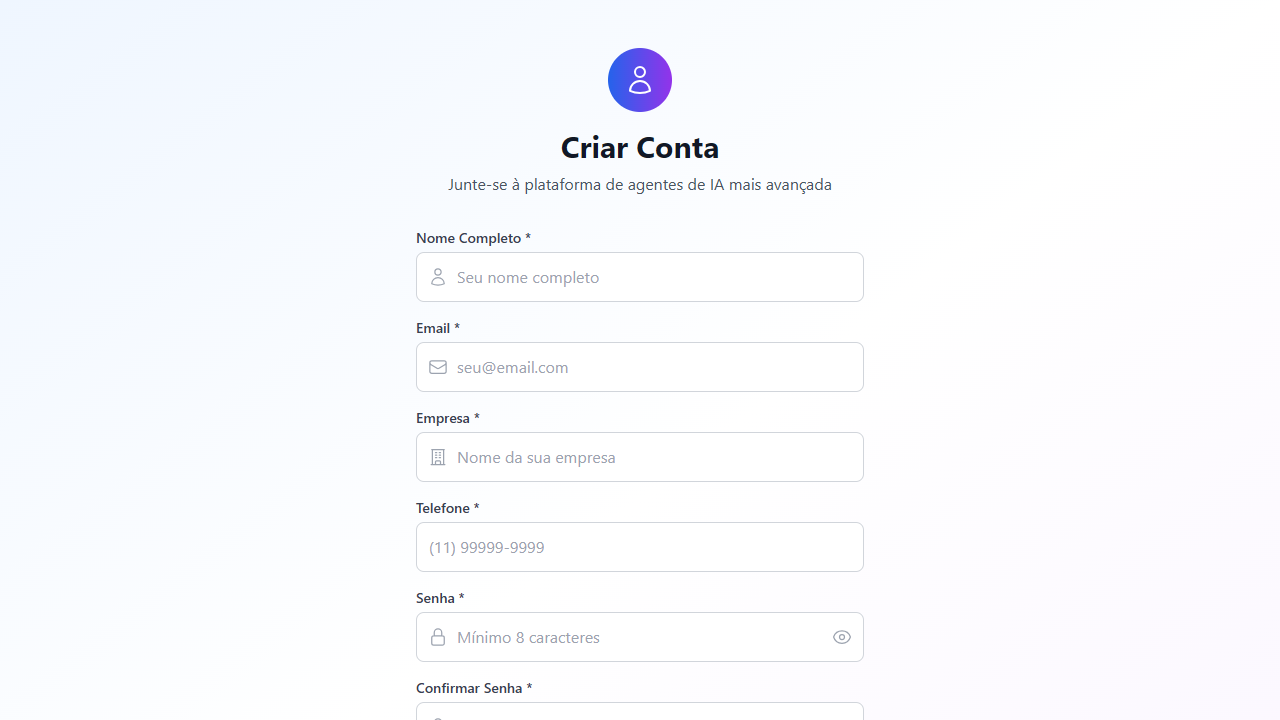 Criar Conta
Junte-se à plataforma de agentes de IA mais avançada
Nome Completo *
Seu nome completo
Email *
seu@email.com
Empresa *
Nome da sua empresa
Telefone *
(11) 99999-9999
Senha *
Mínimo 8 caracteres
Confirmar Senha *